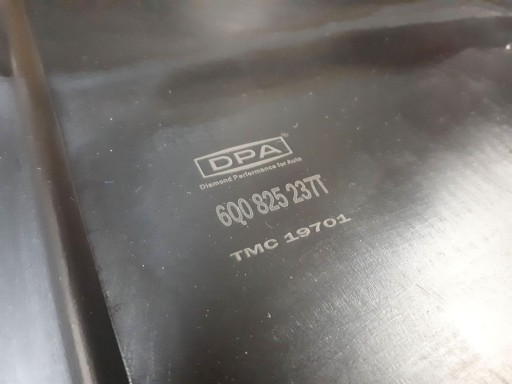 DPA
Diamond Performance for Auto
6Q0 825 237T
TMC 19701